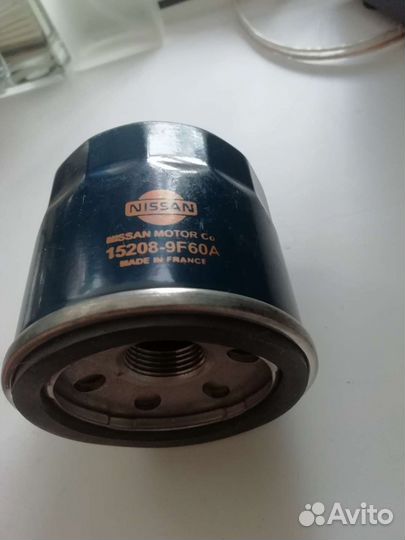 NISSAN
NISSAN MOTOR Co
15208-9F60A
MADE IN FRANCE
Avito